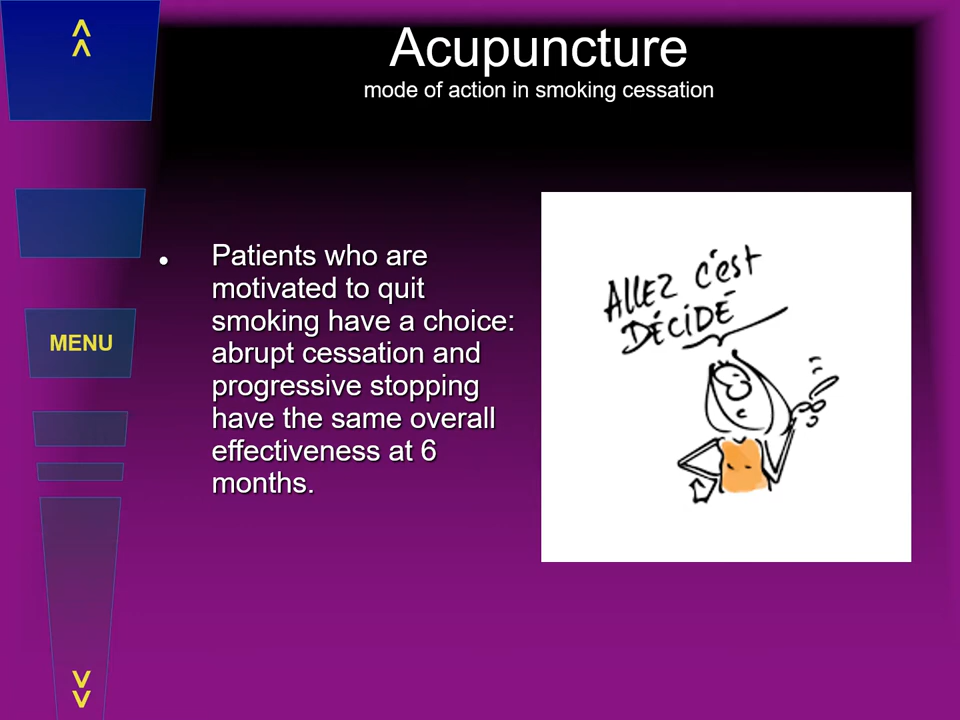 ^
^
Acupuncture
mode of action in smoking cessation
MENU
• Patients who are
motivated to quit
smoking have a choice:
abrupt cessation and
progressive stopping
have the same overall
effectiveness at 6
months.
ALLEZ c'est
DÉCIDÉ
v
v